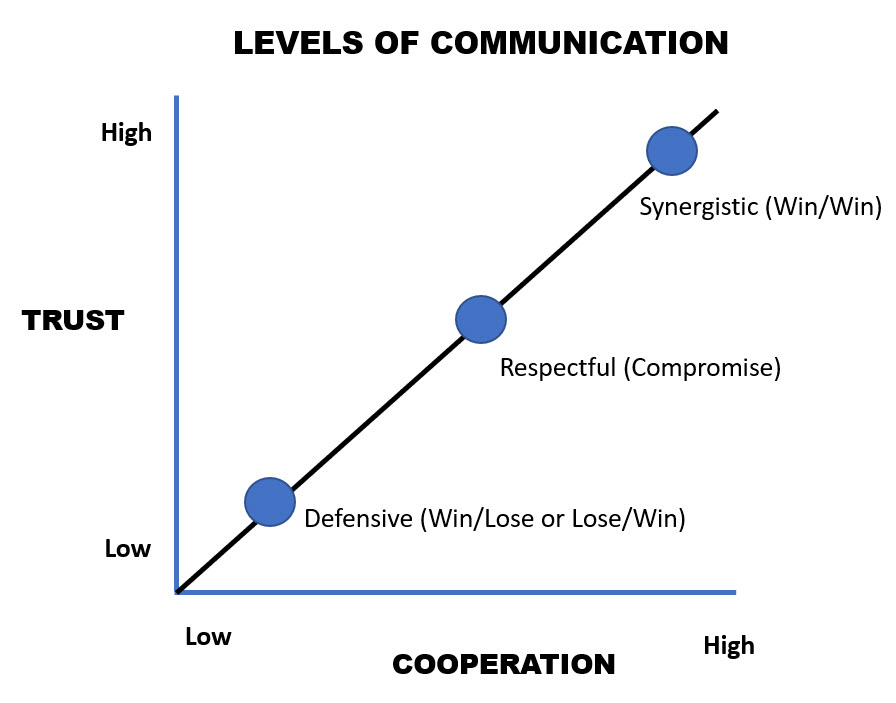 LEVELS OF COMMUNICATION
High
Synergistic (Win/Win)
TRUST
Respectful (Compromise)
Defensive (Win/Lose or Lose/Win)
Low
Low
High
COOPERATION